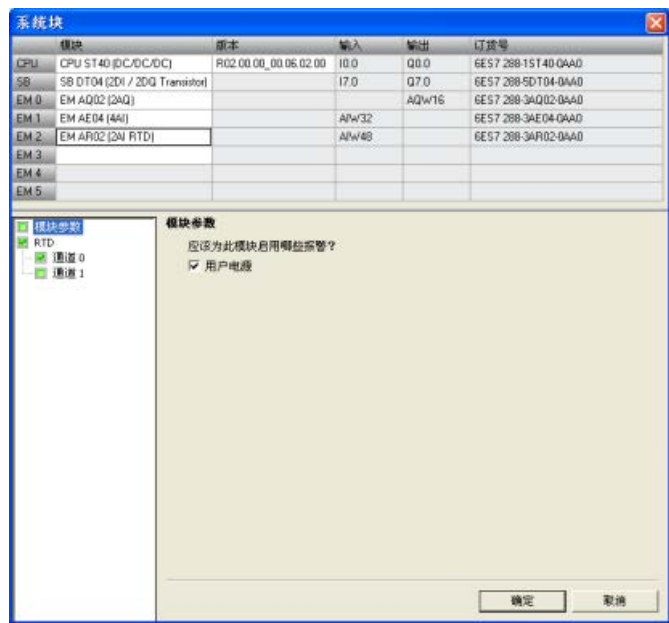 系统块
模块 版本 输入 输出 订货号
CPU CPU ST40 (DC/DC/DC) R02.00.00_00.06.02.00 I0.0 Q0.0 6ES7 288-1ST40-0AA0
SB SB DT04 (2DI / 2DQ Transistor) I7.0 Q7.0 6ES7 288-5DT04-0AA0
EM 0 EM AQ02 (2AQ) AQW16 6ES7 288-3AQ02-0AA0
EM 1 EM AE04 (4AI) AIW32 6ES7 288-3AE04-0AA0
EM 2 EM AR02 (2AI RTD) AIW48 6ES7 288-3AR02-0AA0
EM 3
EM 4
EM 5
模块参数
RTD
通道 0
通道 1
模块参数
应该为此模块启用哪些报警?
用户电源
确定 取消